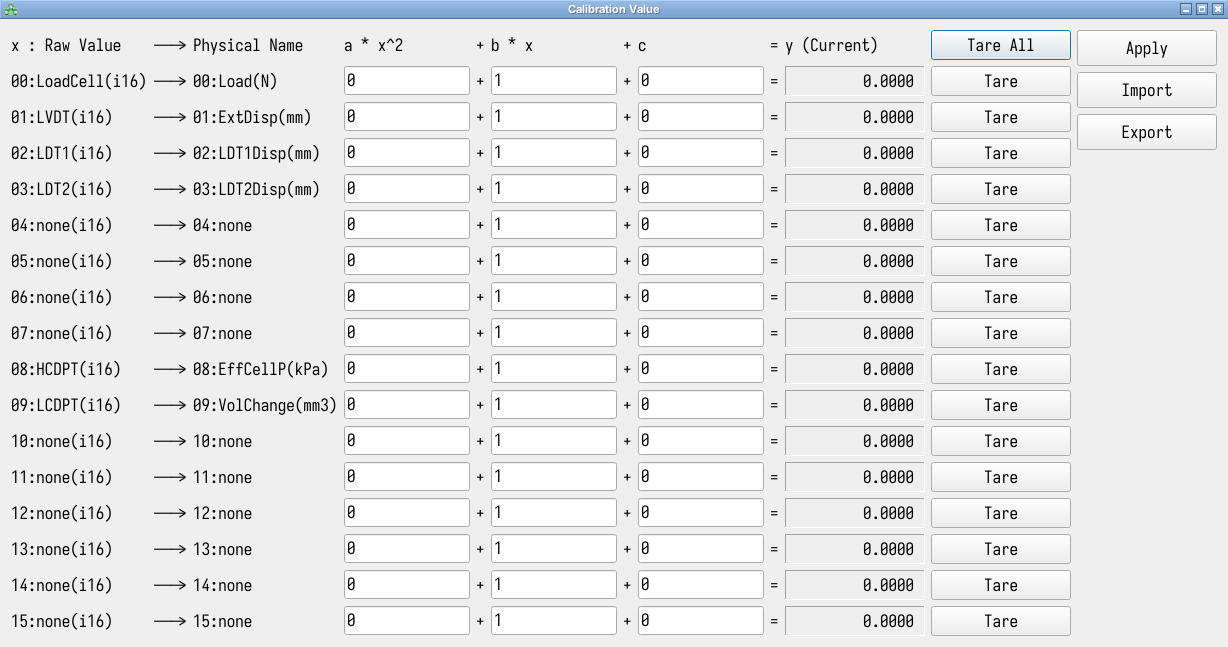 Calibration Value
x : Raw Value ⟶ Physical Name a * x^2 + b * x + c = y (Current) Tare All Apply
00:LoadCell(i16) ⟶ 00:Load(N) 0 + 1 + 0 = 0.0000 Tare Import
01:LVDT(i16) ⟶ 01:ExtDisp(mm) 0 + 1 + 0 = 0.0000 Tare Export
02:LDT1(i16) ⟶ 02:LDT1Disp(mm) 0 + 1 + 0 = 0.0000 Tare
03:LDT2(i16) ⟶ 03:LDT2Disp(mm) 0 + 1 + 0 = 0.0000 Tare
04:none(i16) ⟶ 04:none 0 + 1 + 0 = 0.0000 Tare
05:none(i16) ⟶ 05:none 0 + 1 + 0 = 0.0000 Tare
06:none(i16) ⟶ 06:none 0 + 1 + 0 = 0.0000 Tare
07:none(i16) ⟶ 07:none 0 + 1 + 0 = 0.0000 Tare
08:HCDPT(i16) ⟶ 08:EffCellP(kPa) 0 + 1 + 0 = 0.0000 Tare
09:LCDPT(i16) ⟶ 09:VolChange(mm3) 0 + 1 + 0 = 0.0000 Tare
10:none(i16) ⟶ 10:none 0 + 1 + 0 = 0.0000 Tare
11:none(i16) ⟶ 11:none 0 + 1 + 0 = 0.0000 Tare
12:none(i16) ⟶ 12:none 0 + 1 + 0 = 0.0000 Tare
13:none(i16) ⟶ 13:none 0 + 1 + 0 = 0.0000 Tare
14:none(i16) ⟶ 14:none 0 + 1 + 0 = 0.0000 Tare
15:none(i16) ⟶ 15:none 0 + 1 + 0 = 0.0000 Tare